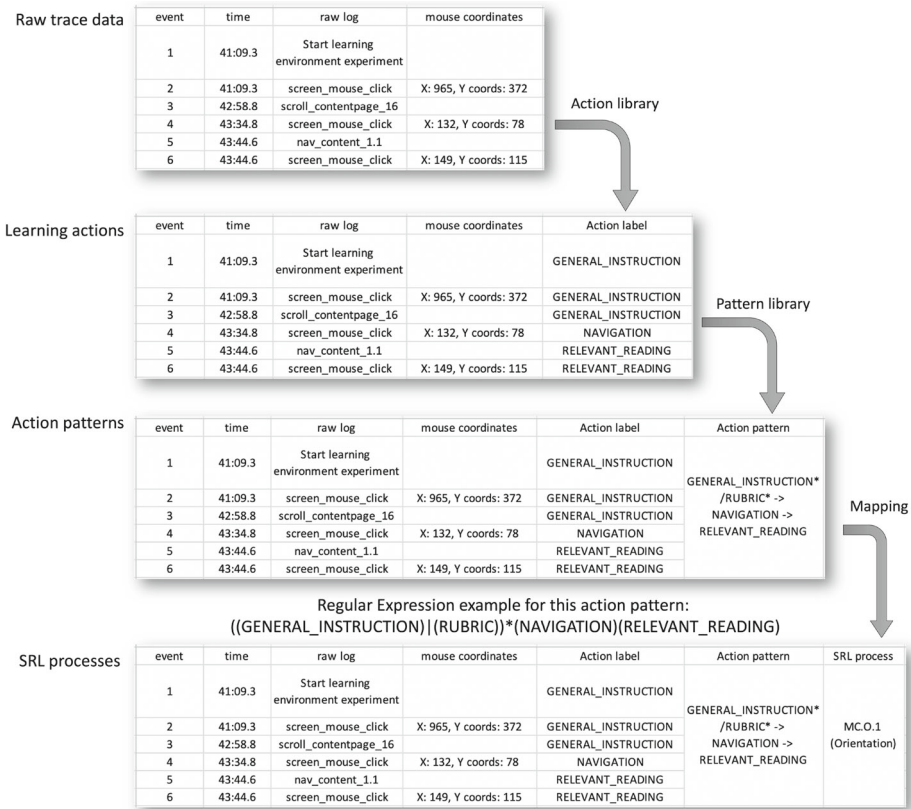 Raw trace data
event time raw log mouse coordinates
1 41:09.3 Start learning
environment experiment
2 41:09.3 screen_mouse_click X: 965, Y coords: 372
3 42:58.8 scroll_contentpage_16
4 43:34.8 screen_mouse_click X: 132, Y coords: 78
5 43:44.6 nav_content_1.1
6 43:44.6 screen_mouse_click X: 149, Y coords: 115
Action library
Learning actions
event time raw log mouse coordinates Action label
1 41:09.3 Start learning
environment experiment GENERAL_INSTRUCTION
2 41:09.3 screen_mouse_click X: 965, Y coords: 372 GENERAL_INSTRUCTION
3 42:58.8 scroll_contentpage_16 GENERAL_INSTRUCTION
4 43:34.8 screen_mouse_click X: 132, Y coords: 78 NAVIGATION
5 43:44.6 nav_content_1.1 RELEVANT_READING
6 43:44.6 screen_mouse_click X: 149, Y coords: 115 RELEVANT_READING
Pattern library
Action patterns
event time raw log mouse coordinates Action label Action pattern
1 41:09.3 Start learning
environment experiment GENERAL_INSTRUCTION
2 41:09.3 screen_mouse_click X: 965, Y coords: 372 GENERAL_INSTRUCTION
3 42:58.8 scroll_contentpage_16 GENERAL_INSTRUCTION
4 43:34.8 screen_mouse_click X: 132, Y coords: 78 NAVIGATION
5 43:44.6 nav_content_1.1 RELEVANT_READING
6 43:44.6 screen_mouse_click X: 149, Y coords: 115 RELEVANT_READING
GENERAL_INSTRUCTION*
/RUBRIC* ->
NAVIGATION ->
RELEVANT_READING
Mapping
Regular Expression example for this action pattern:
((GENERAL_INSTRUCTION)|(RUBRIC))*(NAVIGATION)(RELEVANT_READING)
SRL processes
event time raw log mouse coordinates Action label Action pattern SRL process
1 41:09.3 Start learning
environment experiment GENERAL_INSTRUCTION
2 41:09.3 screen_mouse_click X: 965, Y coords: 372 GENERAL_INSTRUCTION
3 42:58.8 scroll_contentpage_16 GENERAL_INSTRUCTION
4 43:34.8 screen_mouse_click X: 132, Y coords: 78 NAVIGATION
5 43:44.6 nav_content_1.1 RELEVANT_READING
6 43:44.6 screen_mouse_click X: 149, Y coords: 115 RELEVANT_READING
GENERAL_INSTRUCTION*
/RUBRIC* ->
NAVIGATION ->
RELEVANT_READING
MC.O.1
(Orientation)